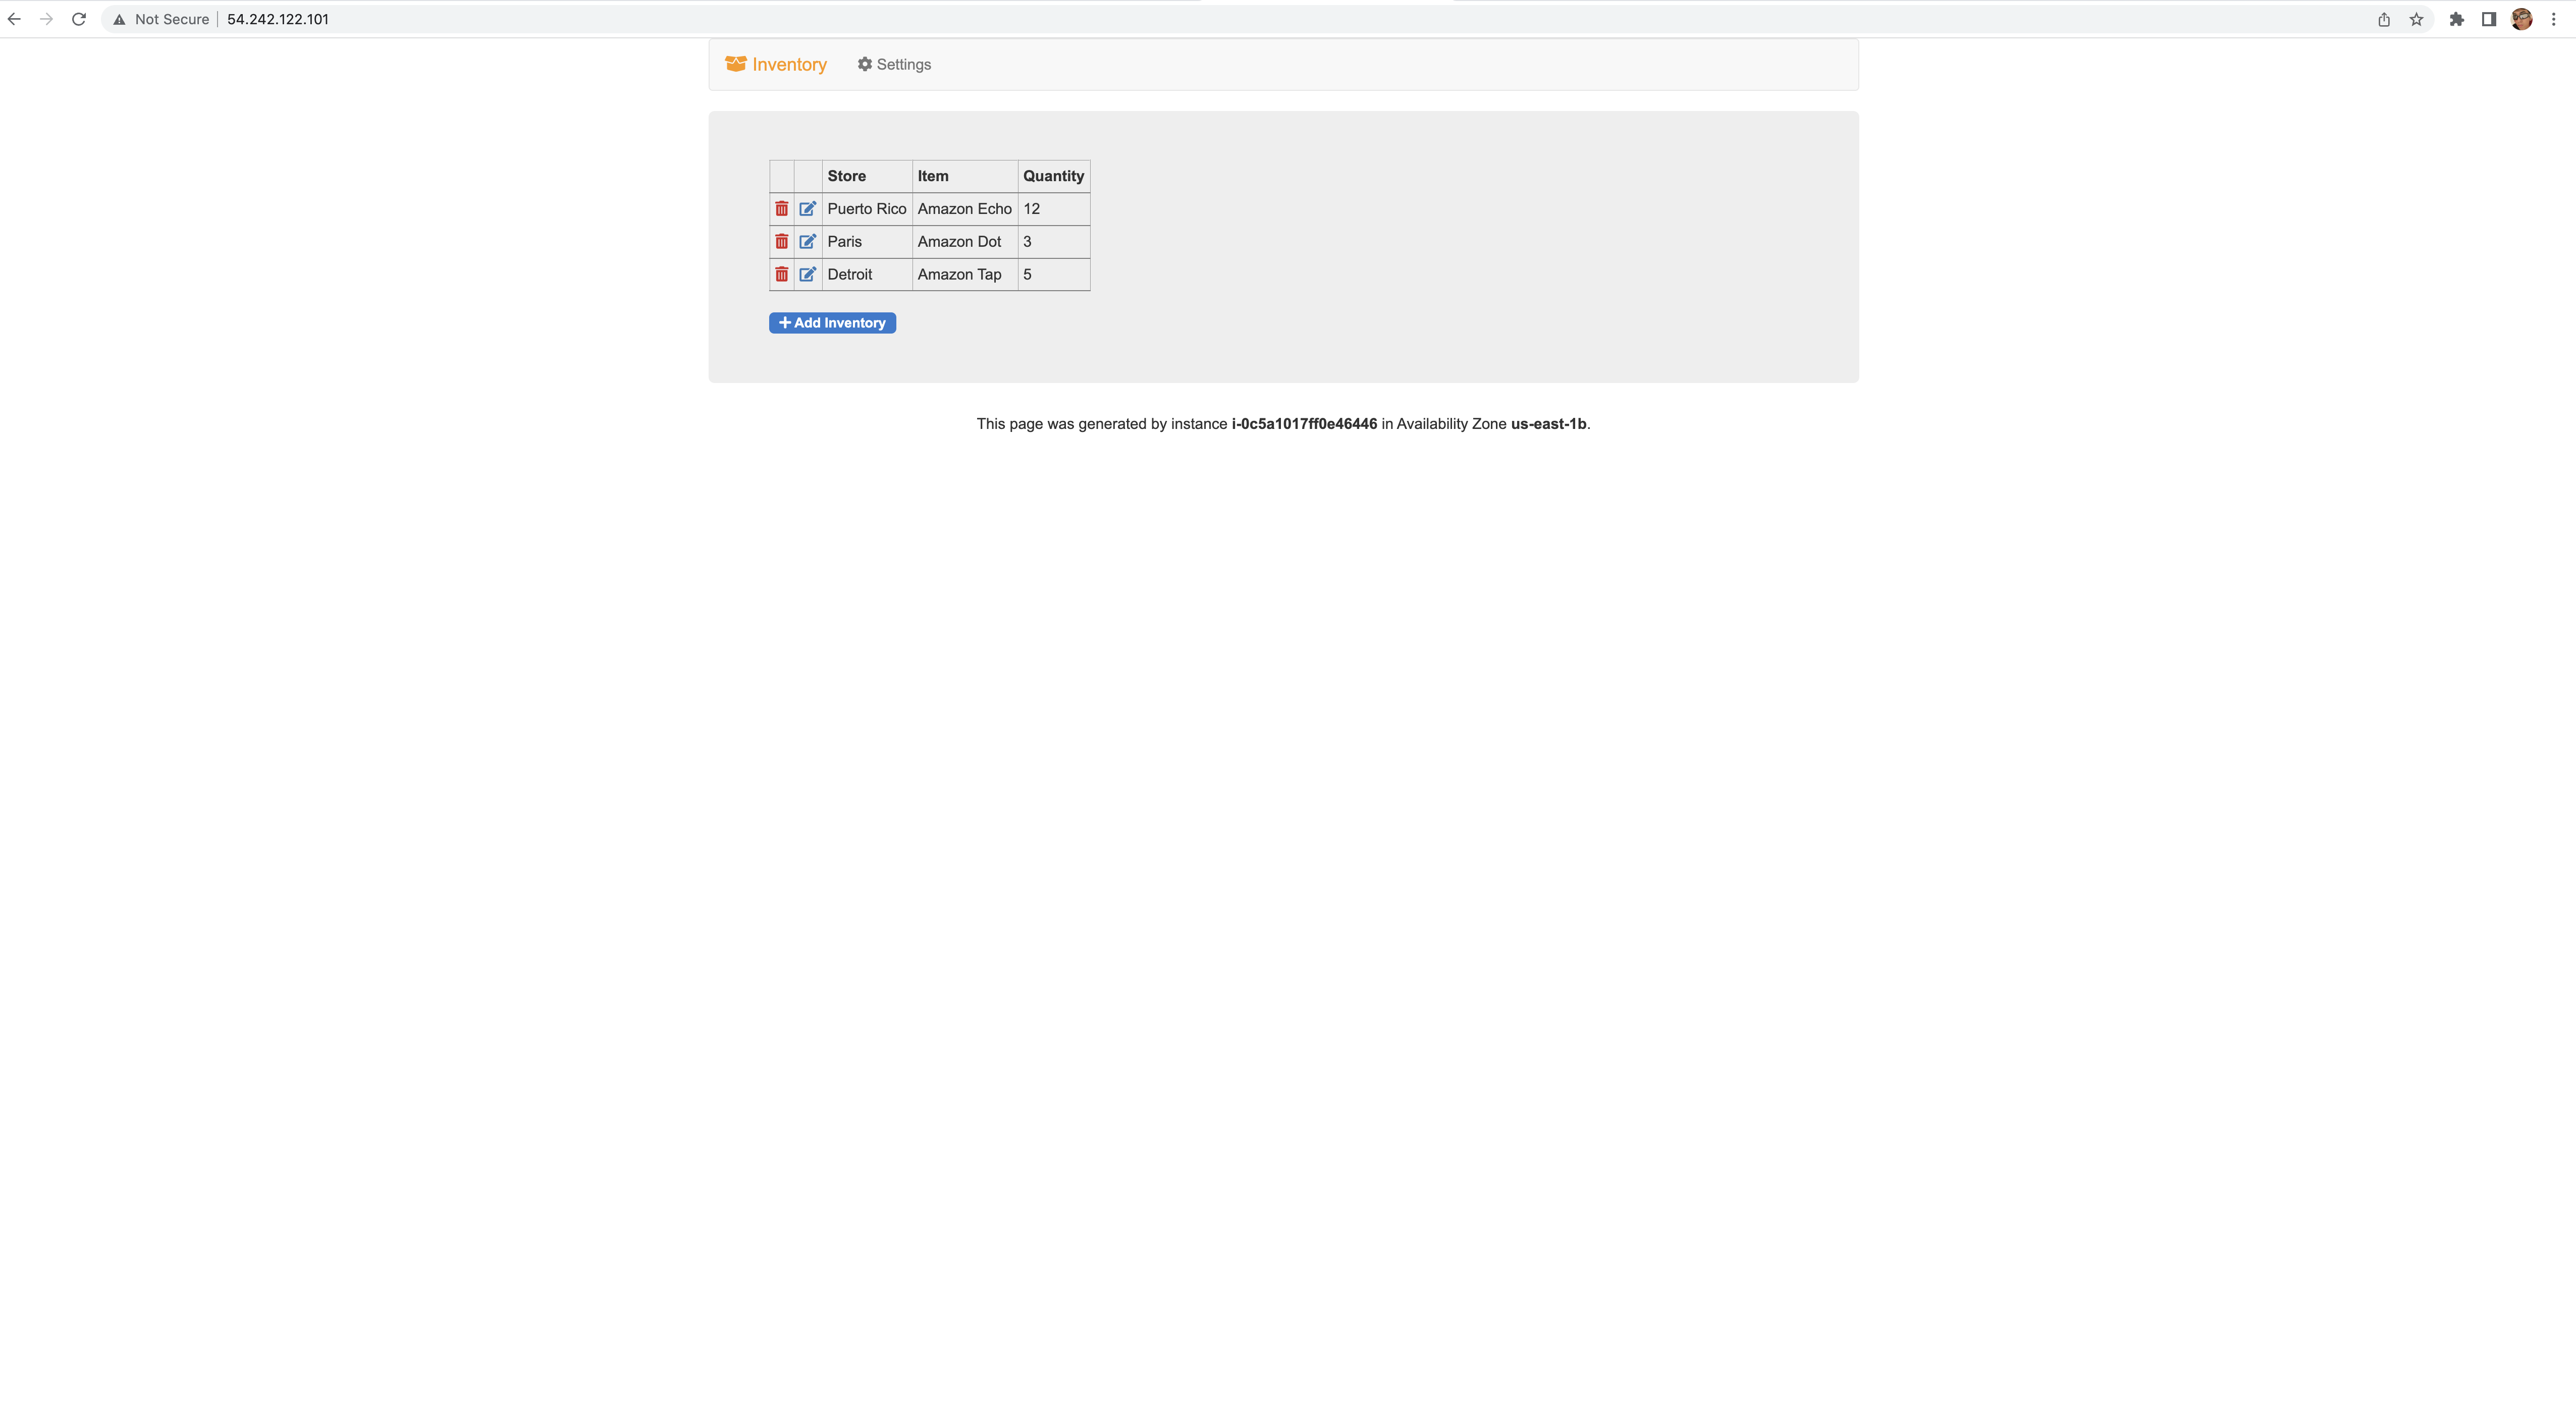 Not Secure 54.242.122.101
Inventory Settings
Store Item Quantity
Puerto Rico Amazon Echo 12
Paris Amazon Dot 3
Detroit Amazon Tap 5
+ Add Inventory
This page was generated by instance i-0c5a1017ff0e46446 in Availability Zone us-east-1b.